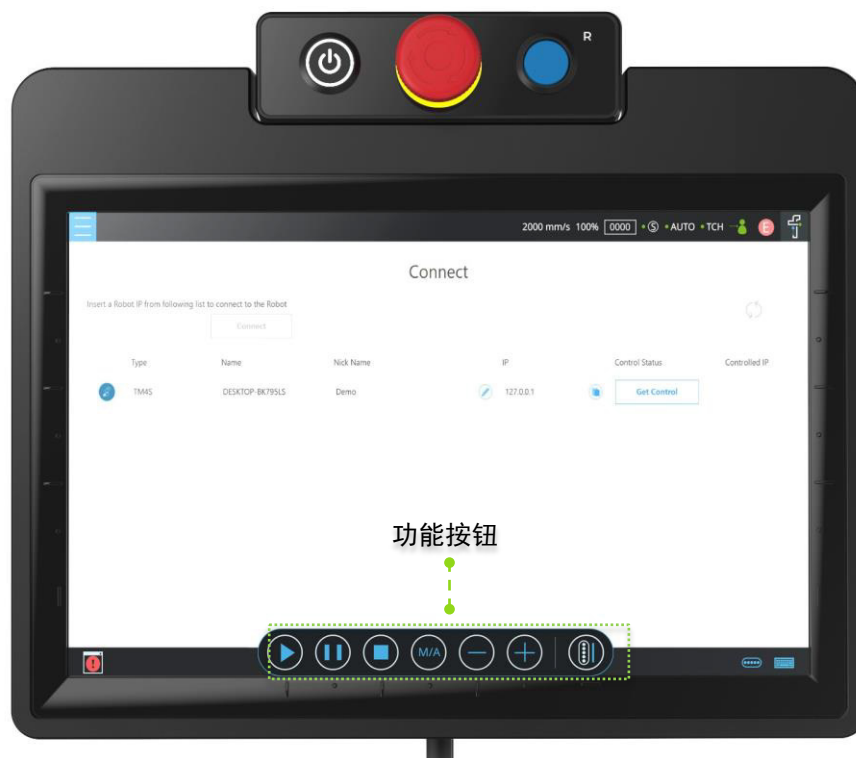 R
2000 mm/s 100% 0000 Ⓢ AUTO TCH E
Connect
Insert a Robot IP from following list to connect to the Robot
Connect
Type Name Nick Name IP Control Status Controlled IP
TM4S DESKTOP-BK795LS Demo 127.0.0.1 Get Control
功能按钮
M/A